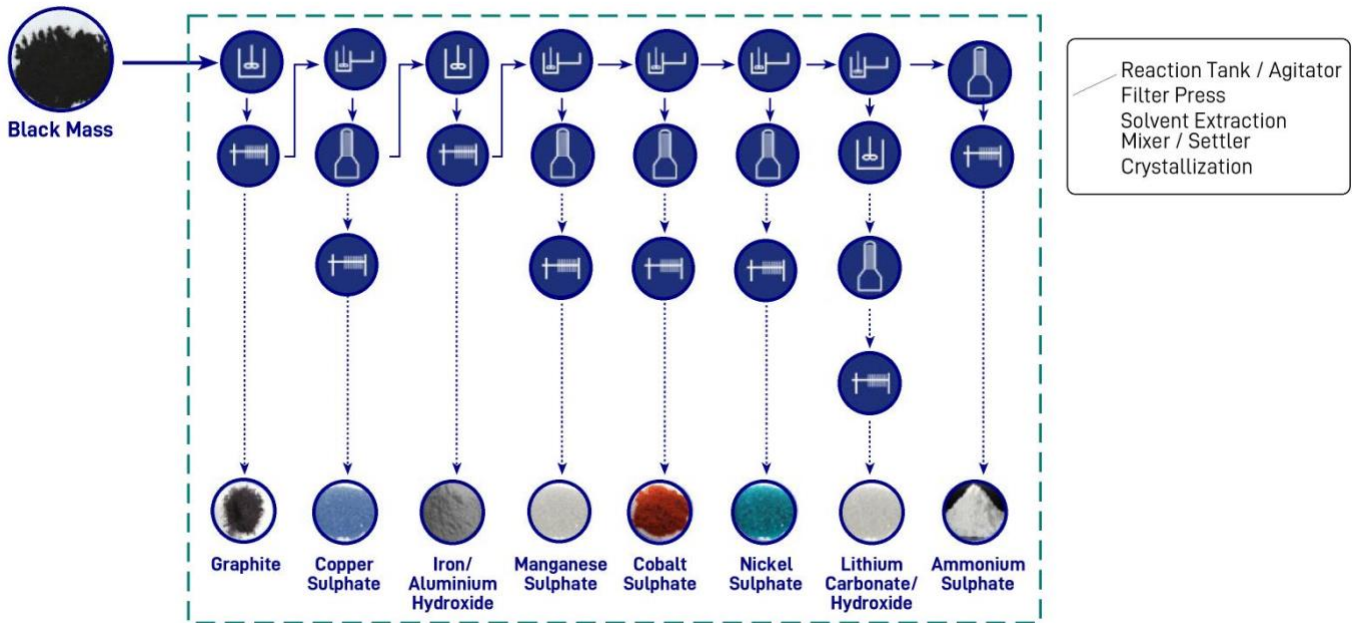 Black Mass
Reaction Tank / Agitator
Filter Press
Solvent Extraction
Mixer / Settler
Crystallization
Graphite
Copper
Sulphate
Iron/
Aluminium
Hydroxide
Manganese
Sulphate
Cobalt
Sulphate
Nickel
Sulphate
Lithium
Carbonate/
Hydroxide
Ammonium
Sulphate